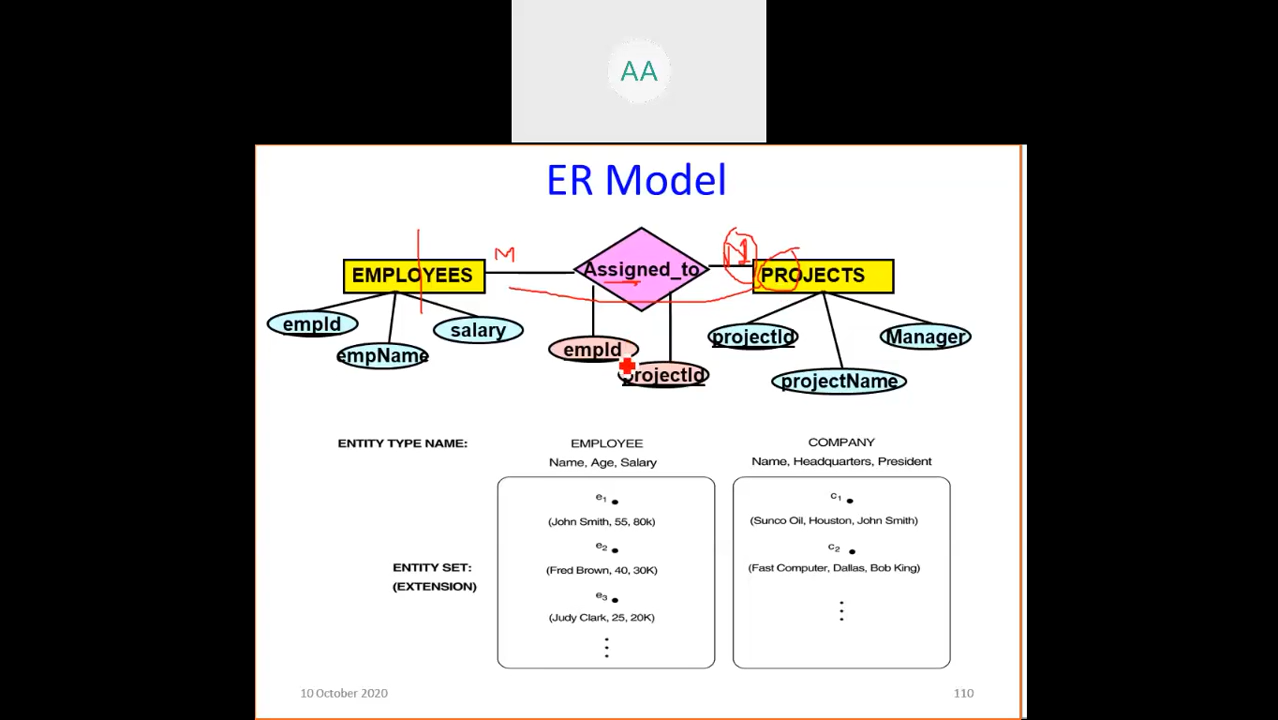 AA
ER Model
M
N
EMPLOYEES
Assigned_to
PROJECTS
empId
empName
salary
empId
projectId
projectId
projectName
Manager
ENTITY TYPE NAME:
EMPLOYEE
Name, Age, Salary
COMPANY
Name, Headquarters, President
ENTITY SET:
(EXTENSION)
e1
(John Smith, 55, 80k)
e2
(Fred Brown, 40, 30K)
e3
(Judy Clark, 25, 20K)
c1
(Sunco Oil, Houston, John Smith)
c2
(Fast Computer, Dallas, Bob King)
10 October 2020
110